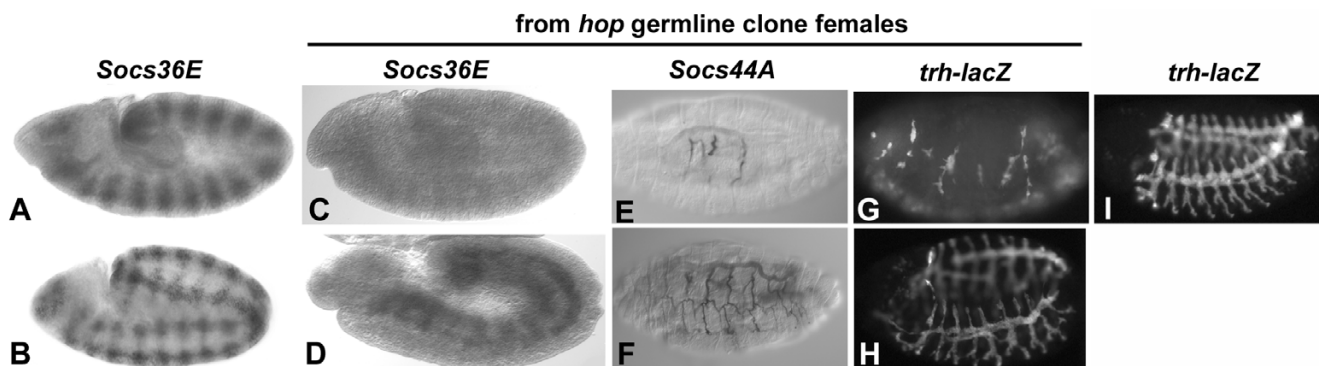 from hop germline clone females
Socs36E Socs36E Socs44A trh-lacZ trh-lacZ
A C E G I
B D F H